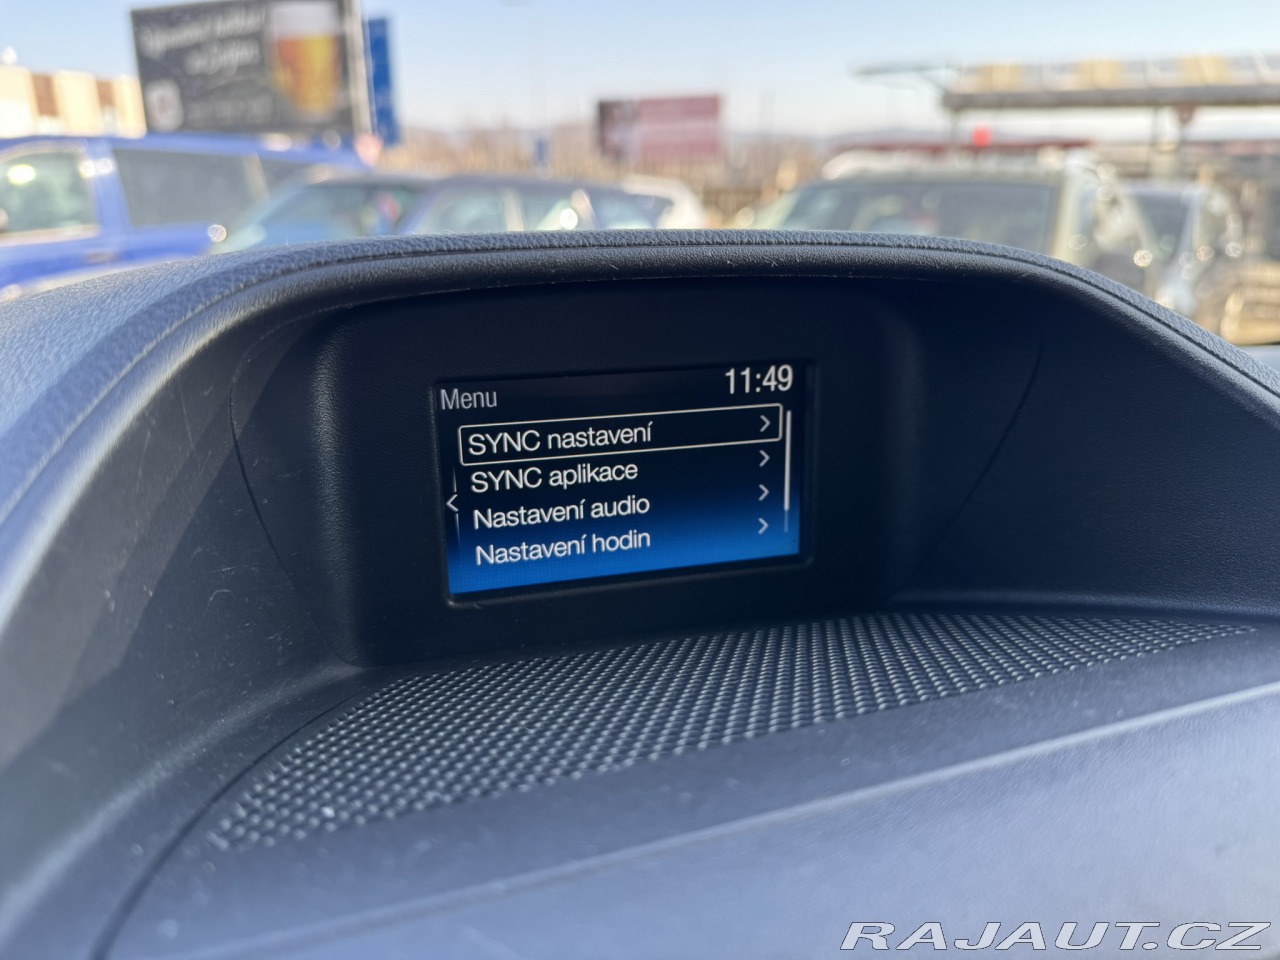 Menu
11:49
SYNC nastavení
SYNC aplikace
Nastavení audio
Nastavení hodin
RAJAUT.CZ